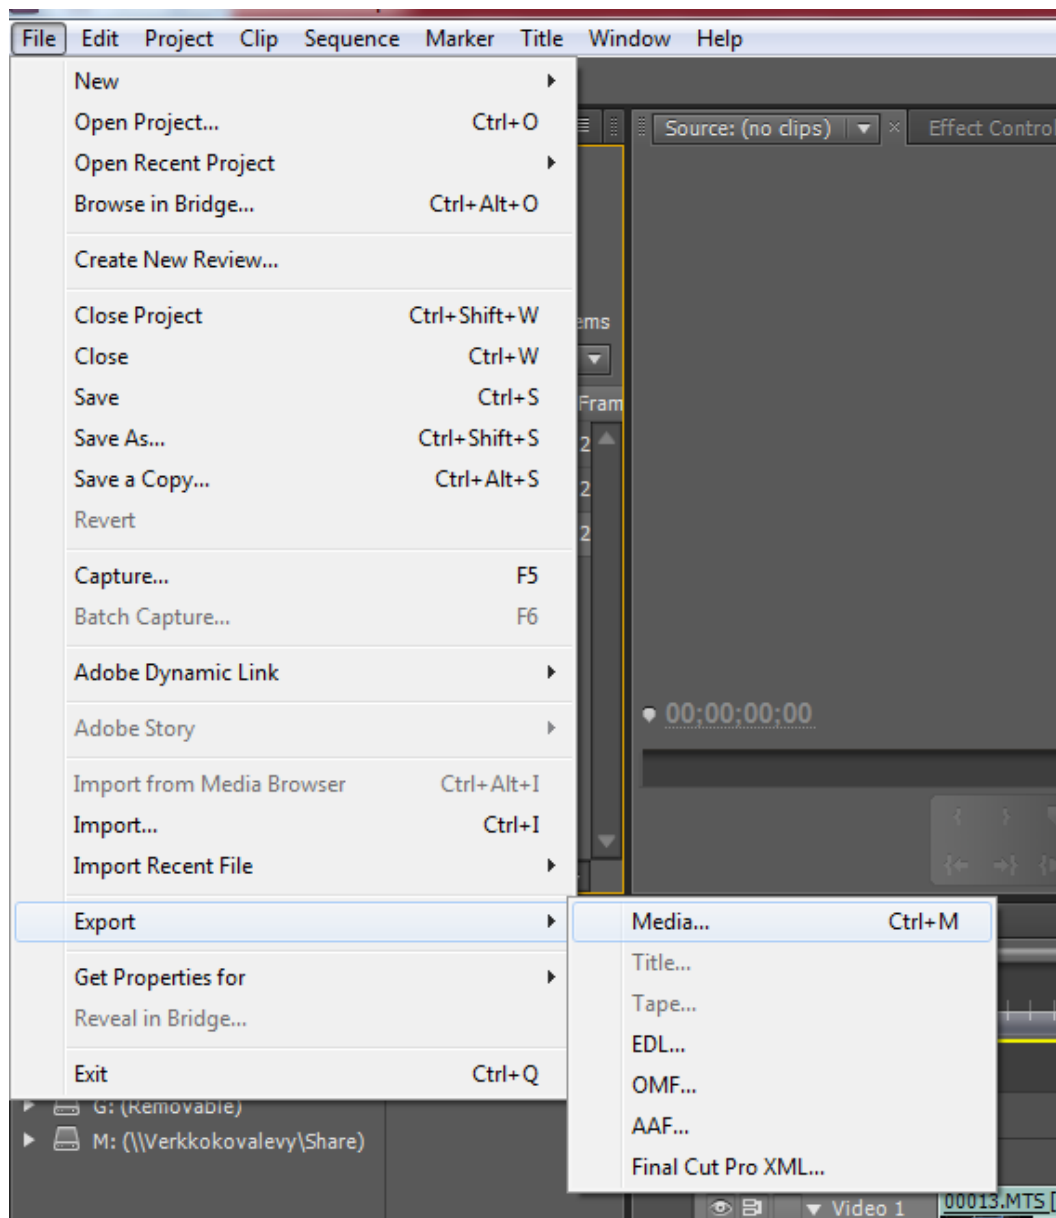 File Edit Project Clip Sequence Marker Title Window Help
New
Open Project... Ctrl+O
Open Recent Project
Browse in Bridge... Ctrl+Alt+O
Create New Review...
Close Project Ctrl+Shift+W
Close Ctrl+W
Save Ctrl+S
Save As... Ctrl+Shift+S
Save a Copy... Ctrl+Alt+S
Revert
Capture... F5
Batch Capture... F6
Adobe Dynamic Link
Adobe Story
Import from Media Browser Ctrl+Alt+I
Import... Ctrl+I
Import Recent File
Export
Get Properties for
Reveal in Bridge...
Exit Ctrl+Q
Media... Ctrl+M
Title...
Tape...
EDL...
OMF...
AAF...
Final Cut Pro XML...
Source: (no clips) Effect Control
ems
Fram
2
2
2
00;00;00;00
G: (Removable)
M: (\\Verkkokovalevy\Share)
Video 1
00013.MTS [